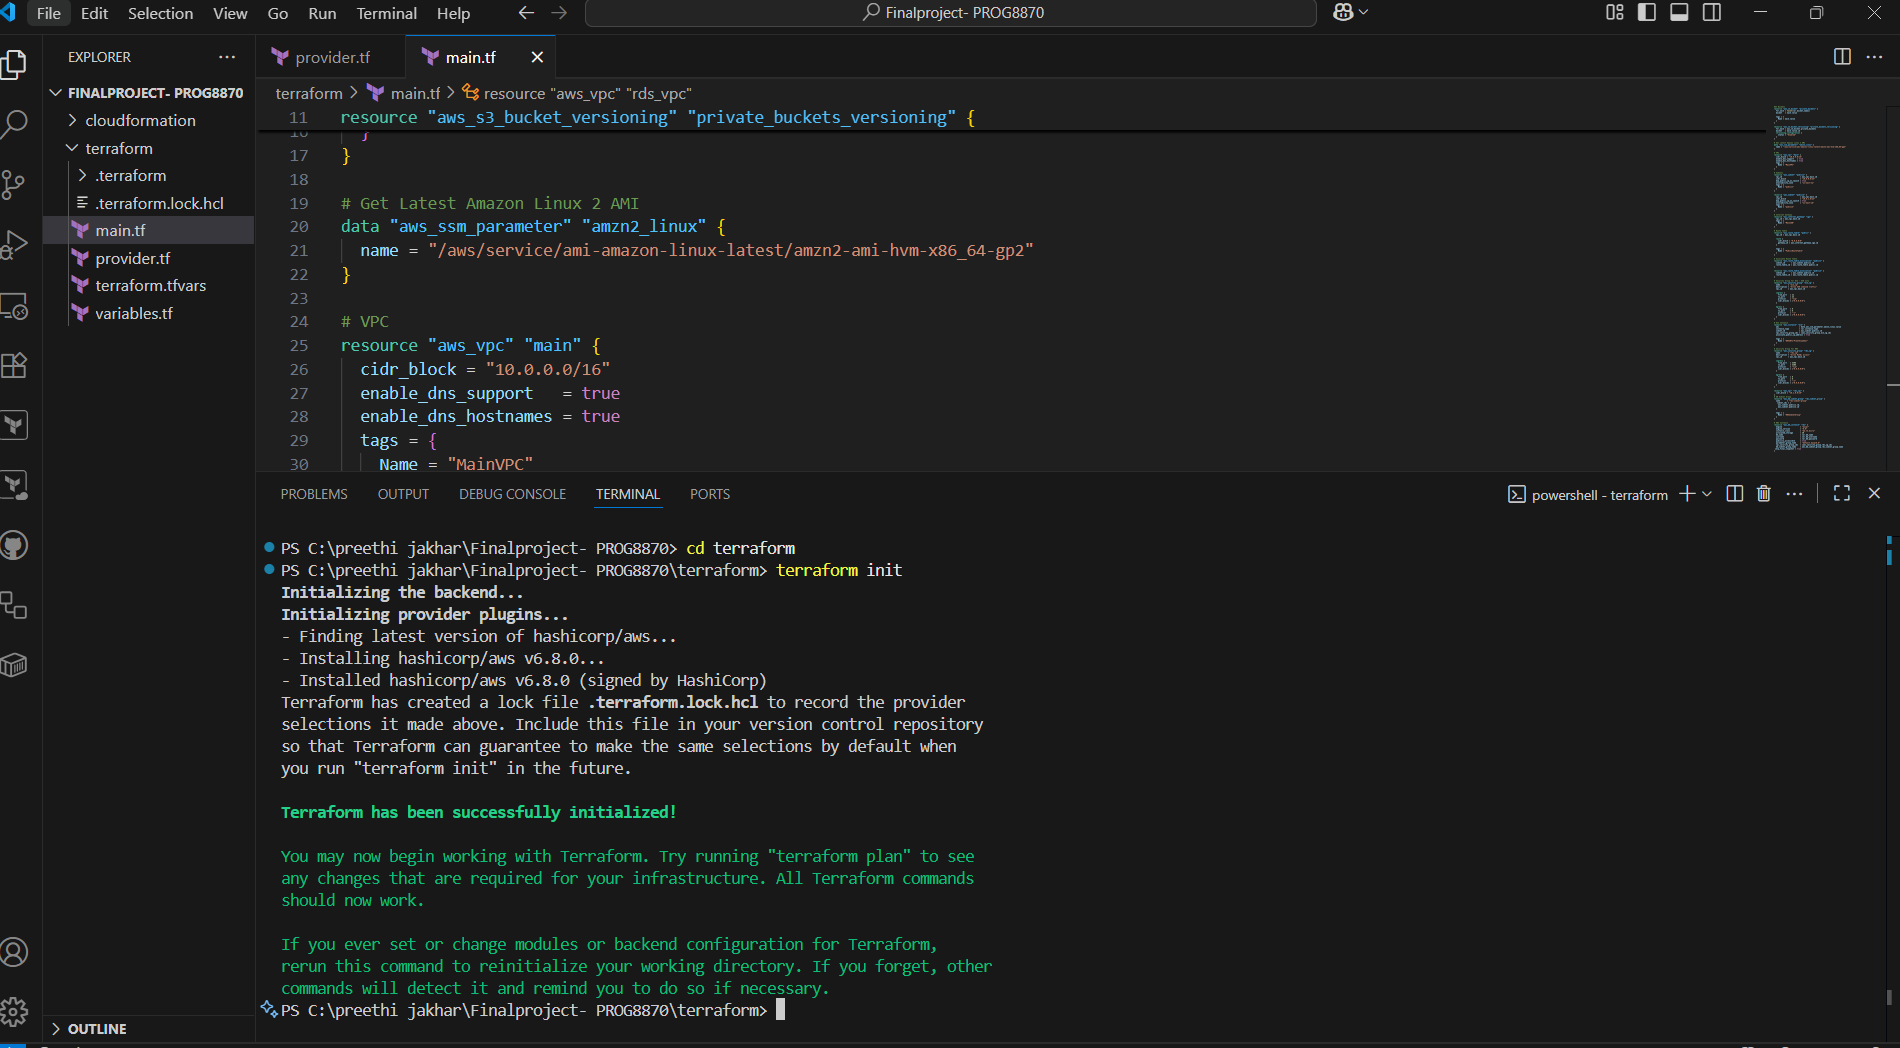 File Edit Selection View Go Run Terminal Help
Finalproject- PROG8870
EXPLORER
FINALPROJECT- PROG8870
cloudformation
terraform
.terraform
.terraform.lock.hcl
main.tf
provider.tf
terraform.tfvars
variables.tf
OUTLINE
provider.tf main.tf
terraform > main.tf > resource "aws_vpc" "rds_vpc"
11 resource "aws_s3_bucket_versioning" "private_buckets_versioning" {
16 }
17 }
18
19 # Get Latest Amazon Linux 2 AMI
20 data "aws_ssm_parameter" "amzn2_linux" {
21 name = "/aws/service/ami-amazon-linux-latest/amzn2-ami-hvm-x86_64-gp2"
22 }
23
24 # VPC
25 resource "aws_vpc" "main" {
26 cidr_block = "10.0.0.0/16"
27 enable_dns_support   = true
28 enable_dns_hostnames = true
29 tags = {
30 Name = "MainVPC"
PROBLEMS OUTPUT DEBUG CONSOLE TERMINAL PORTS
powershell - terraform
PS C:\preethi jakhar\Finalproject- PROG8870> cd terraform
PS C:\preethi jakhar\Finalproject- PROG8870\terraform> terraform init
Initializing the backend...
Initializing provider plugins...
- Finding latest version of hashicorp/aws...
- Installing hashicorp/aws v6.8.0...
- Installed hashicorp/aws v6.8.0 (signed by HashiCorp)
Terraform has created a lock file .terraform.lock.hcl to record the provider
selections it made above. Include this file in your version control repository
so that Terraform can guarantee to make the same selections by default when
you run "terraform init" in the future.
Terraform has been successfully initialized!
You may now begin working with Terraform. Try running "terraform plan" to see
any changes that are required for your infrastructure. All Terraform commands
should now work.
If you ever set or change modules or backend configuration for Terraform,
rerun this command to reinitialize your working directory. If you forget, other
commands will detect it and remind you to do so if necessary.
PS C:\preethi jakhar\Finalproject- PROG8870\terraform>